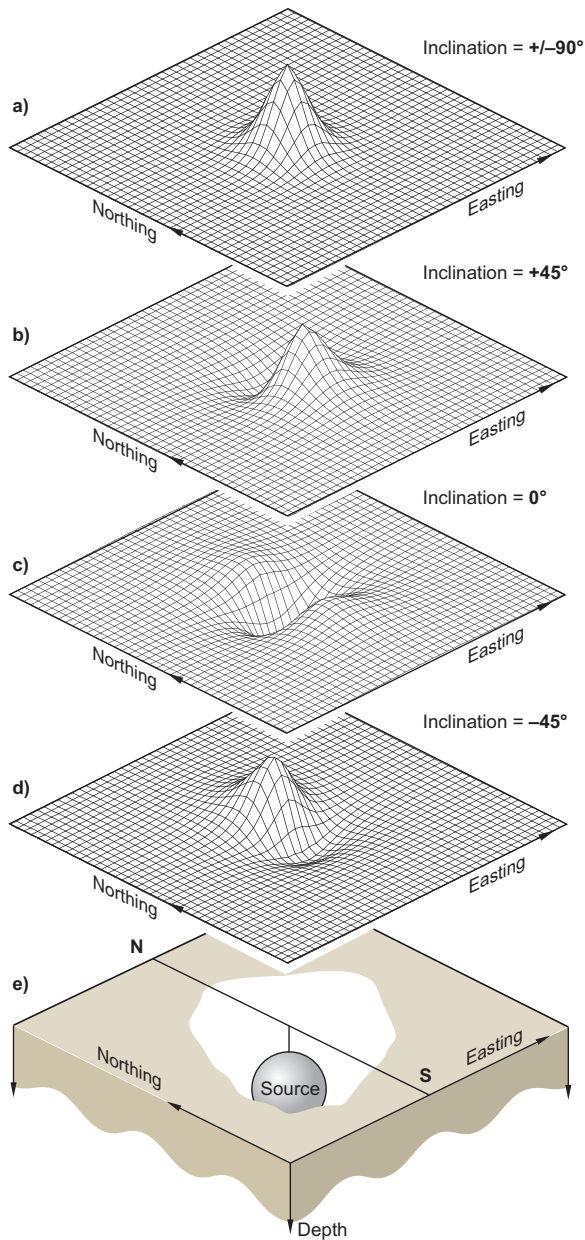 Inclination = +/–90°
a)
Northing
Easting
Inclination = +45°
b)
Northing
Easting
Inclination = 0°
c)
Northing
Easting
Inclination = –45°
d)
Northing
Easting
N
e)
Northing
Source
S
Easting
Depth